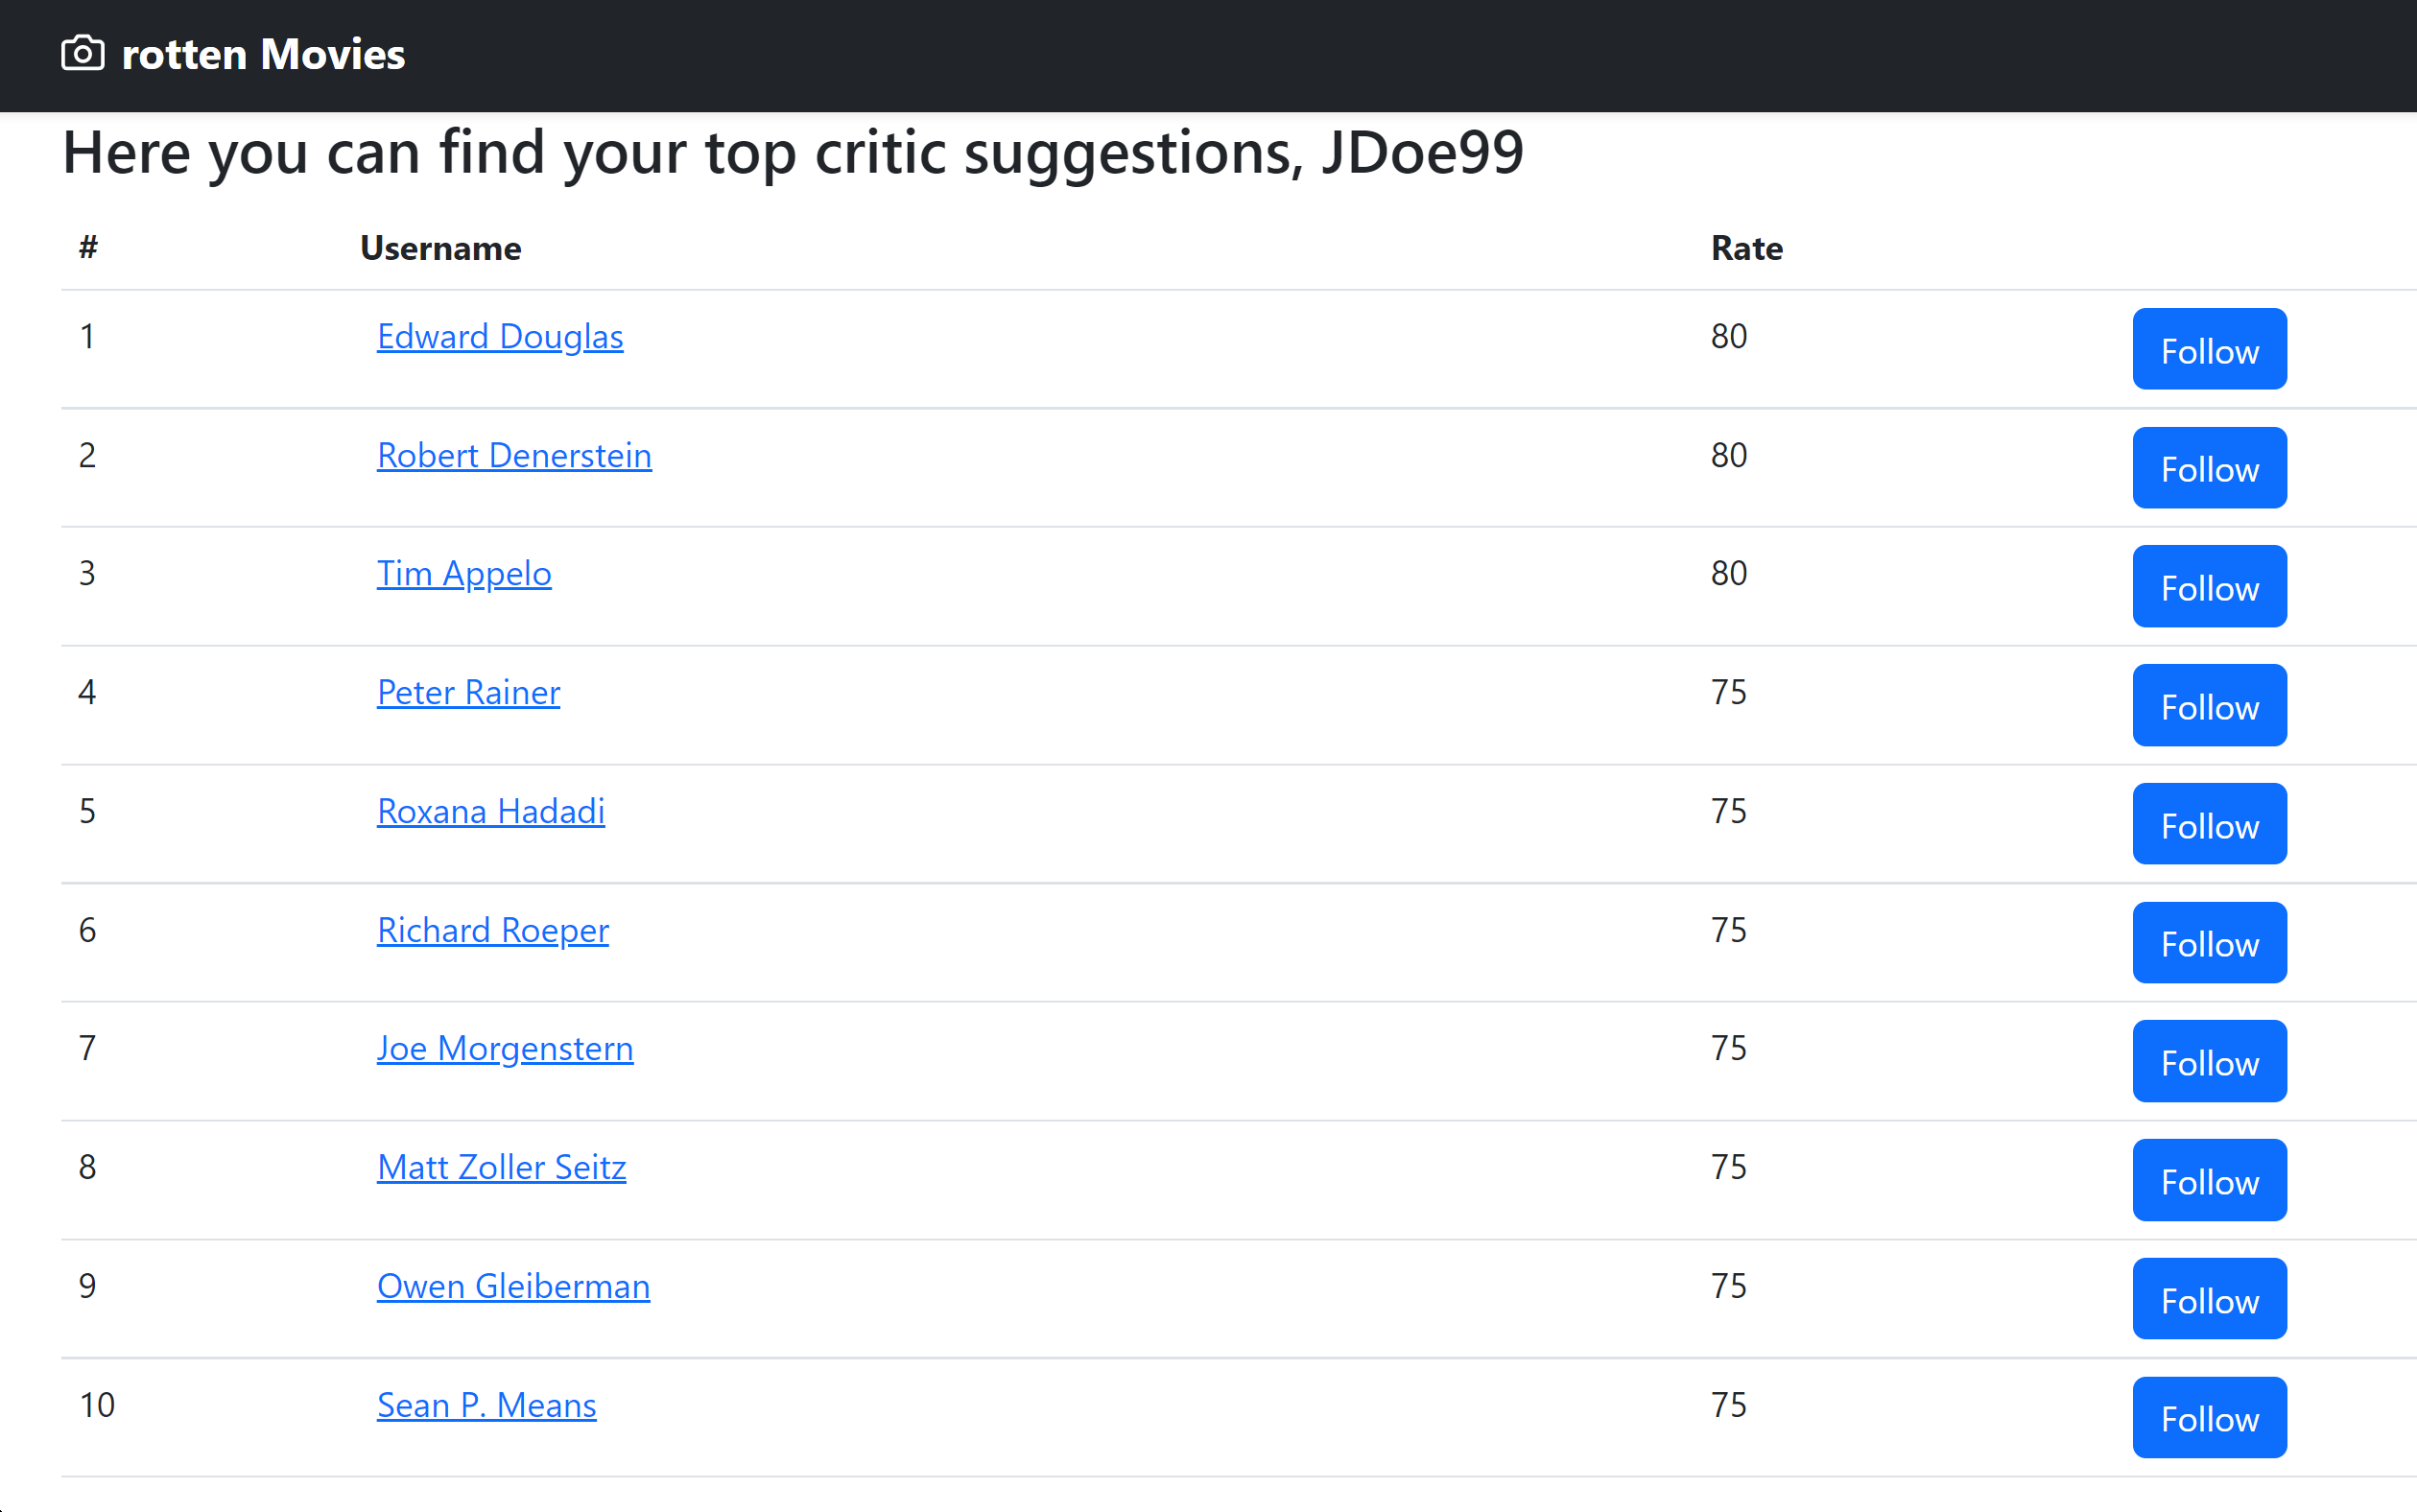 rotten Movies
Here you can find your top critic suggestions, JDoe99
# Username Rate
1 Edward Douglas 80 Follow
2 Robert Denerstein 80 Follow
3 Tim Appelo 80 Follow
4 Peter Rainer 75 Follow
5 Roxana Hadadi 75 Follow
6 Richard Roeper 75 Follow
7 Joe Morgenstern 75 Follow
8 Matt Zoller Seitz 75 Follow
9 Owen Gleiberman 75 Follow
10 Sean P. Means 75 Follow